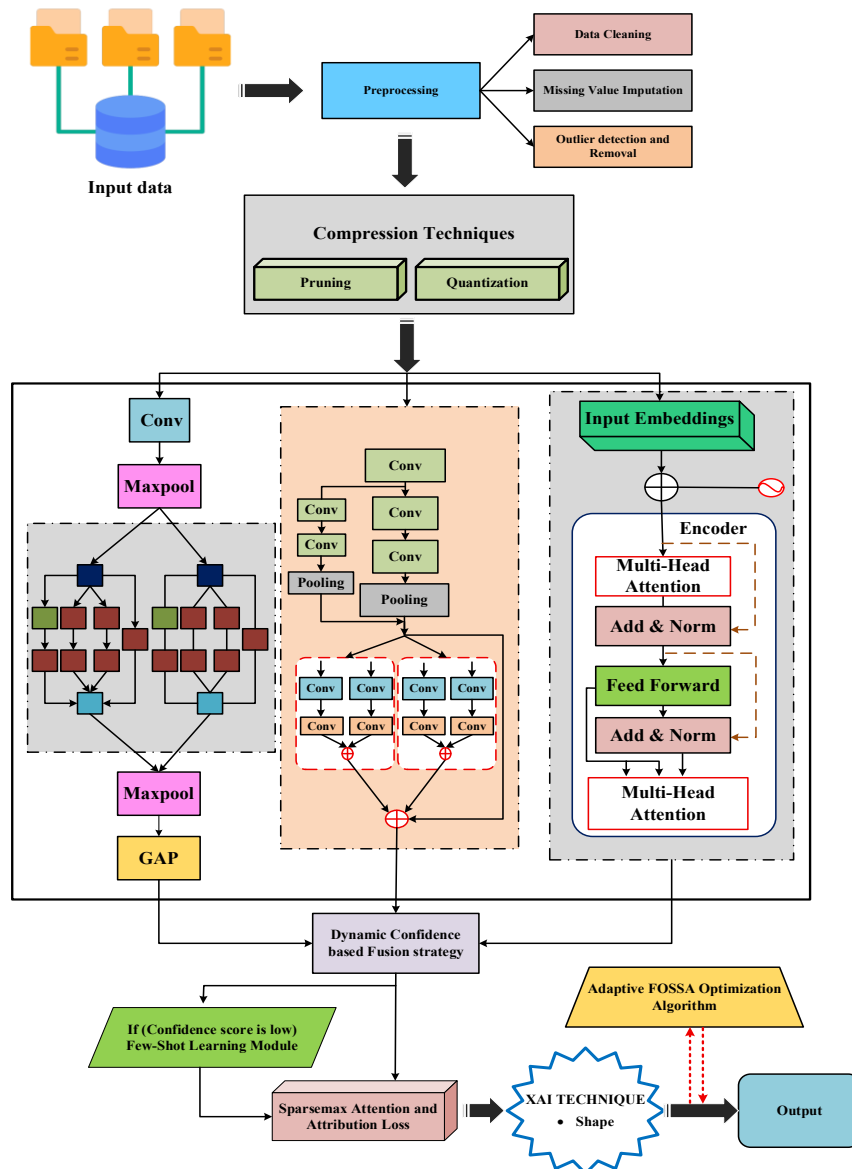 Input data
Preprocessing
Data Cleaning
Missing Value Imputation
Outlier detection and
Removal
Compression Techniques
Pruning
Quantization
Conv
Maxpool
Maxpool
GAP
Conv
Conv
Conv
Conv
Conv
Pooling
Pooling
Conv
Conv
Conv
Conv
Conv
Conv
Conv
Conv
Input Embeddings
Encoder
Multi-Head
Attention
Add & Norm
Feed Forward
Add & Norm
Multi-Head
Attention
Dynamic Confidence
based Fusion strategy
If (Confidence score is low)
Few-Shot Learning Module
Sparsemax Attention and
Attribution Loss
XAI TECHNIQUE
• Shape
Adaptive FOSSA Optimization
Algorithm
Output